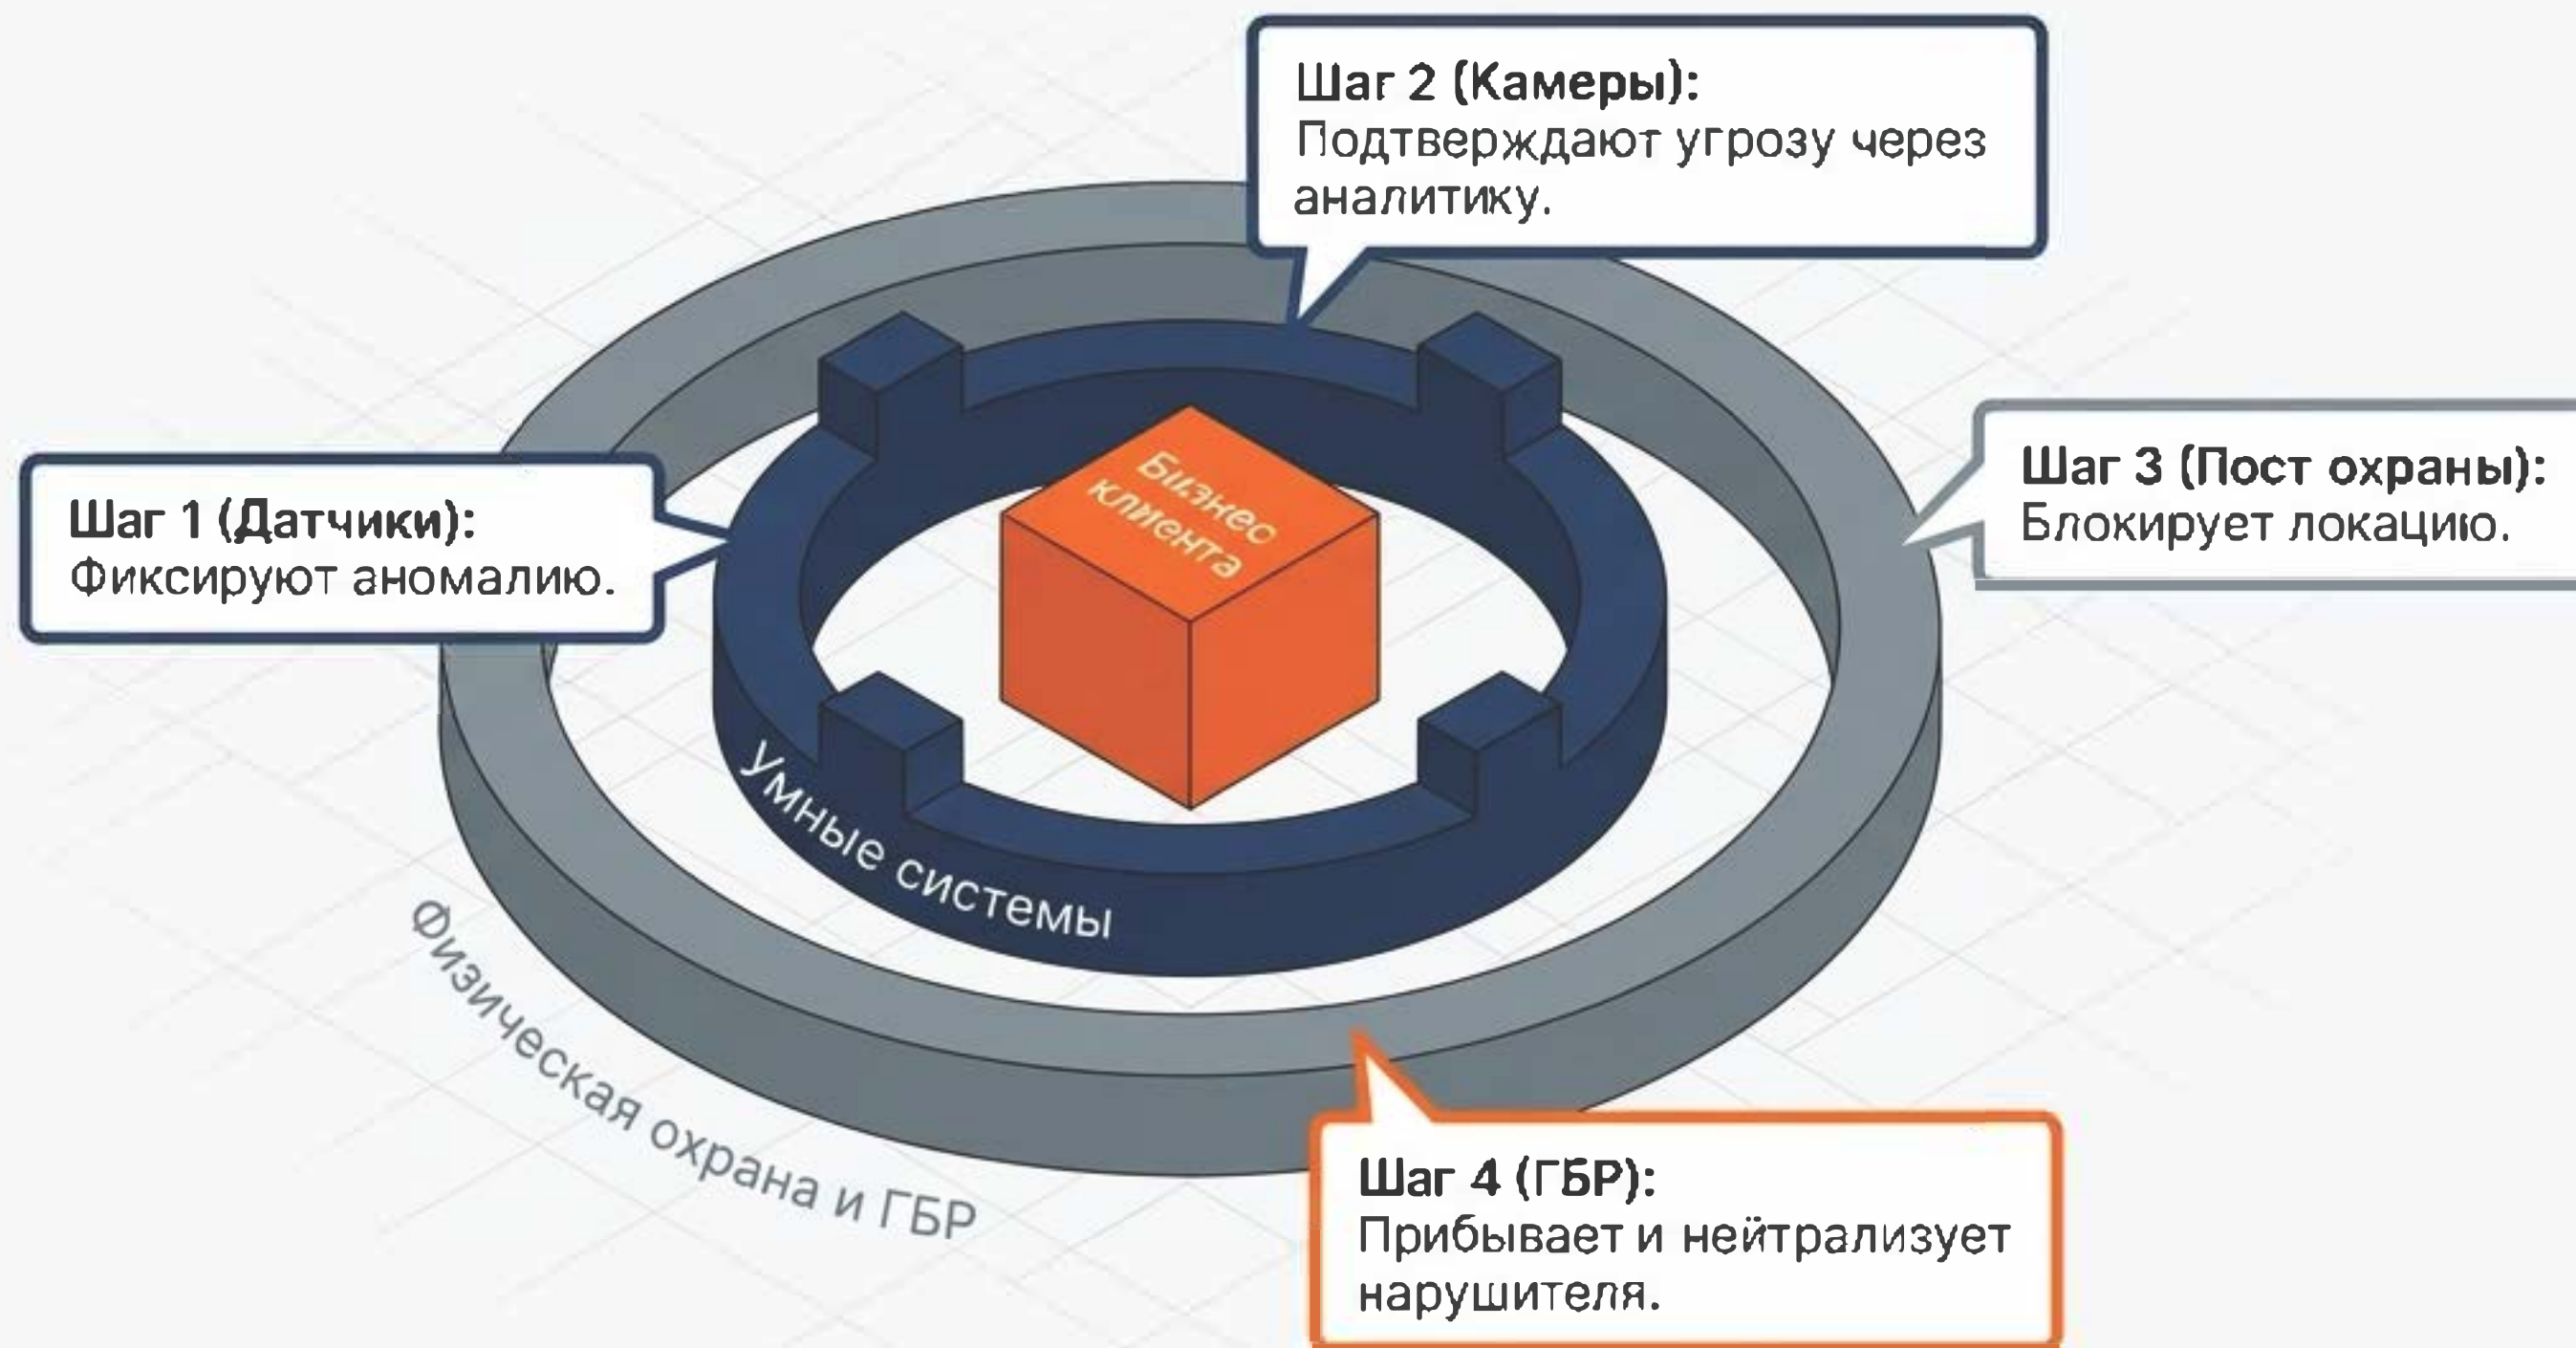 Шаг 2 (Камеры):
Подтверждают угрозу через
аналитику.
Шаг 1 (Датчики):
Фиксируют аномалию.
Шаг 3 (Пост охраны):
Блокирует локацию.
Бизнес
клиента
Умные системы
Физическая охрана и ГБР
Шаг 4 (ГБР):
Прибывает и нейтрализует
нарушителя.